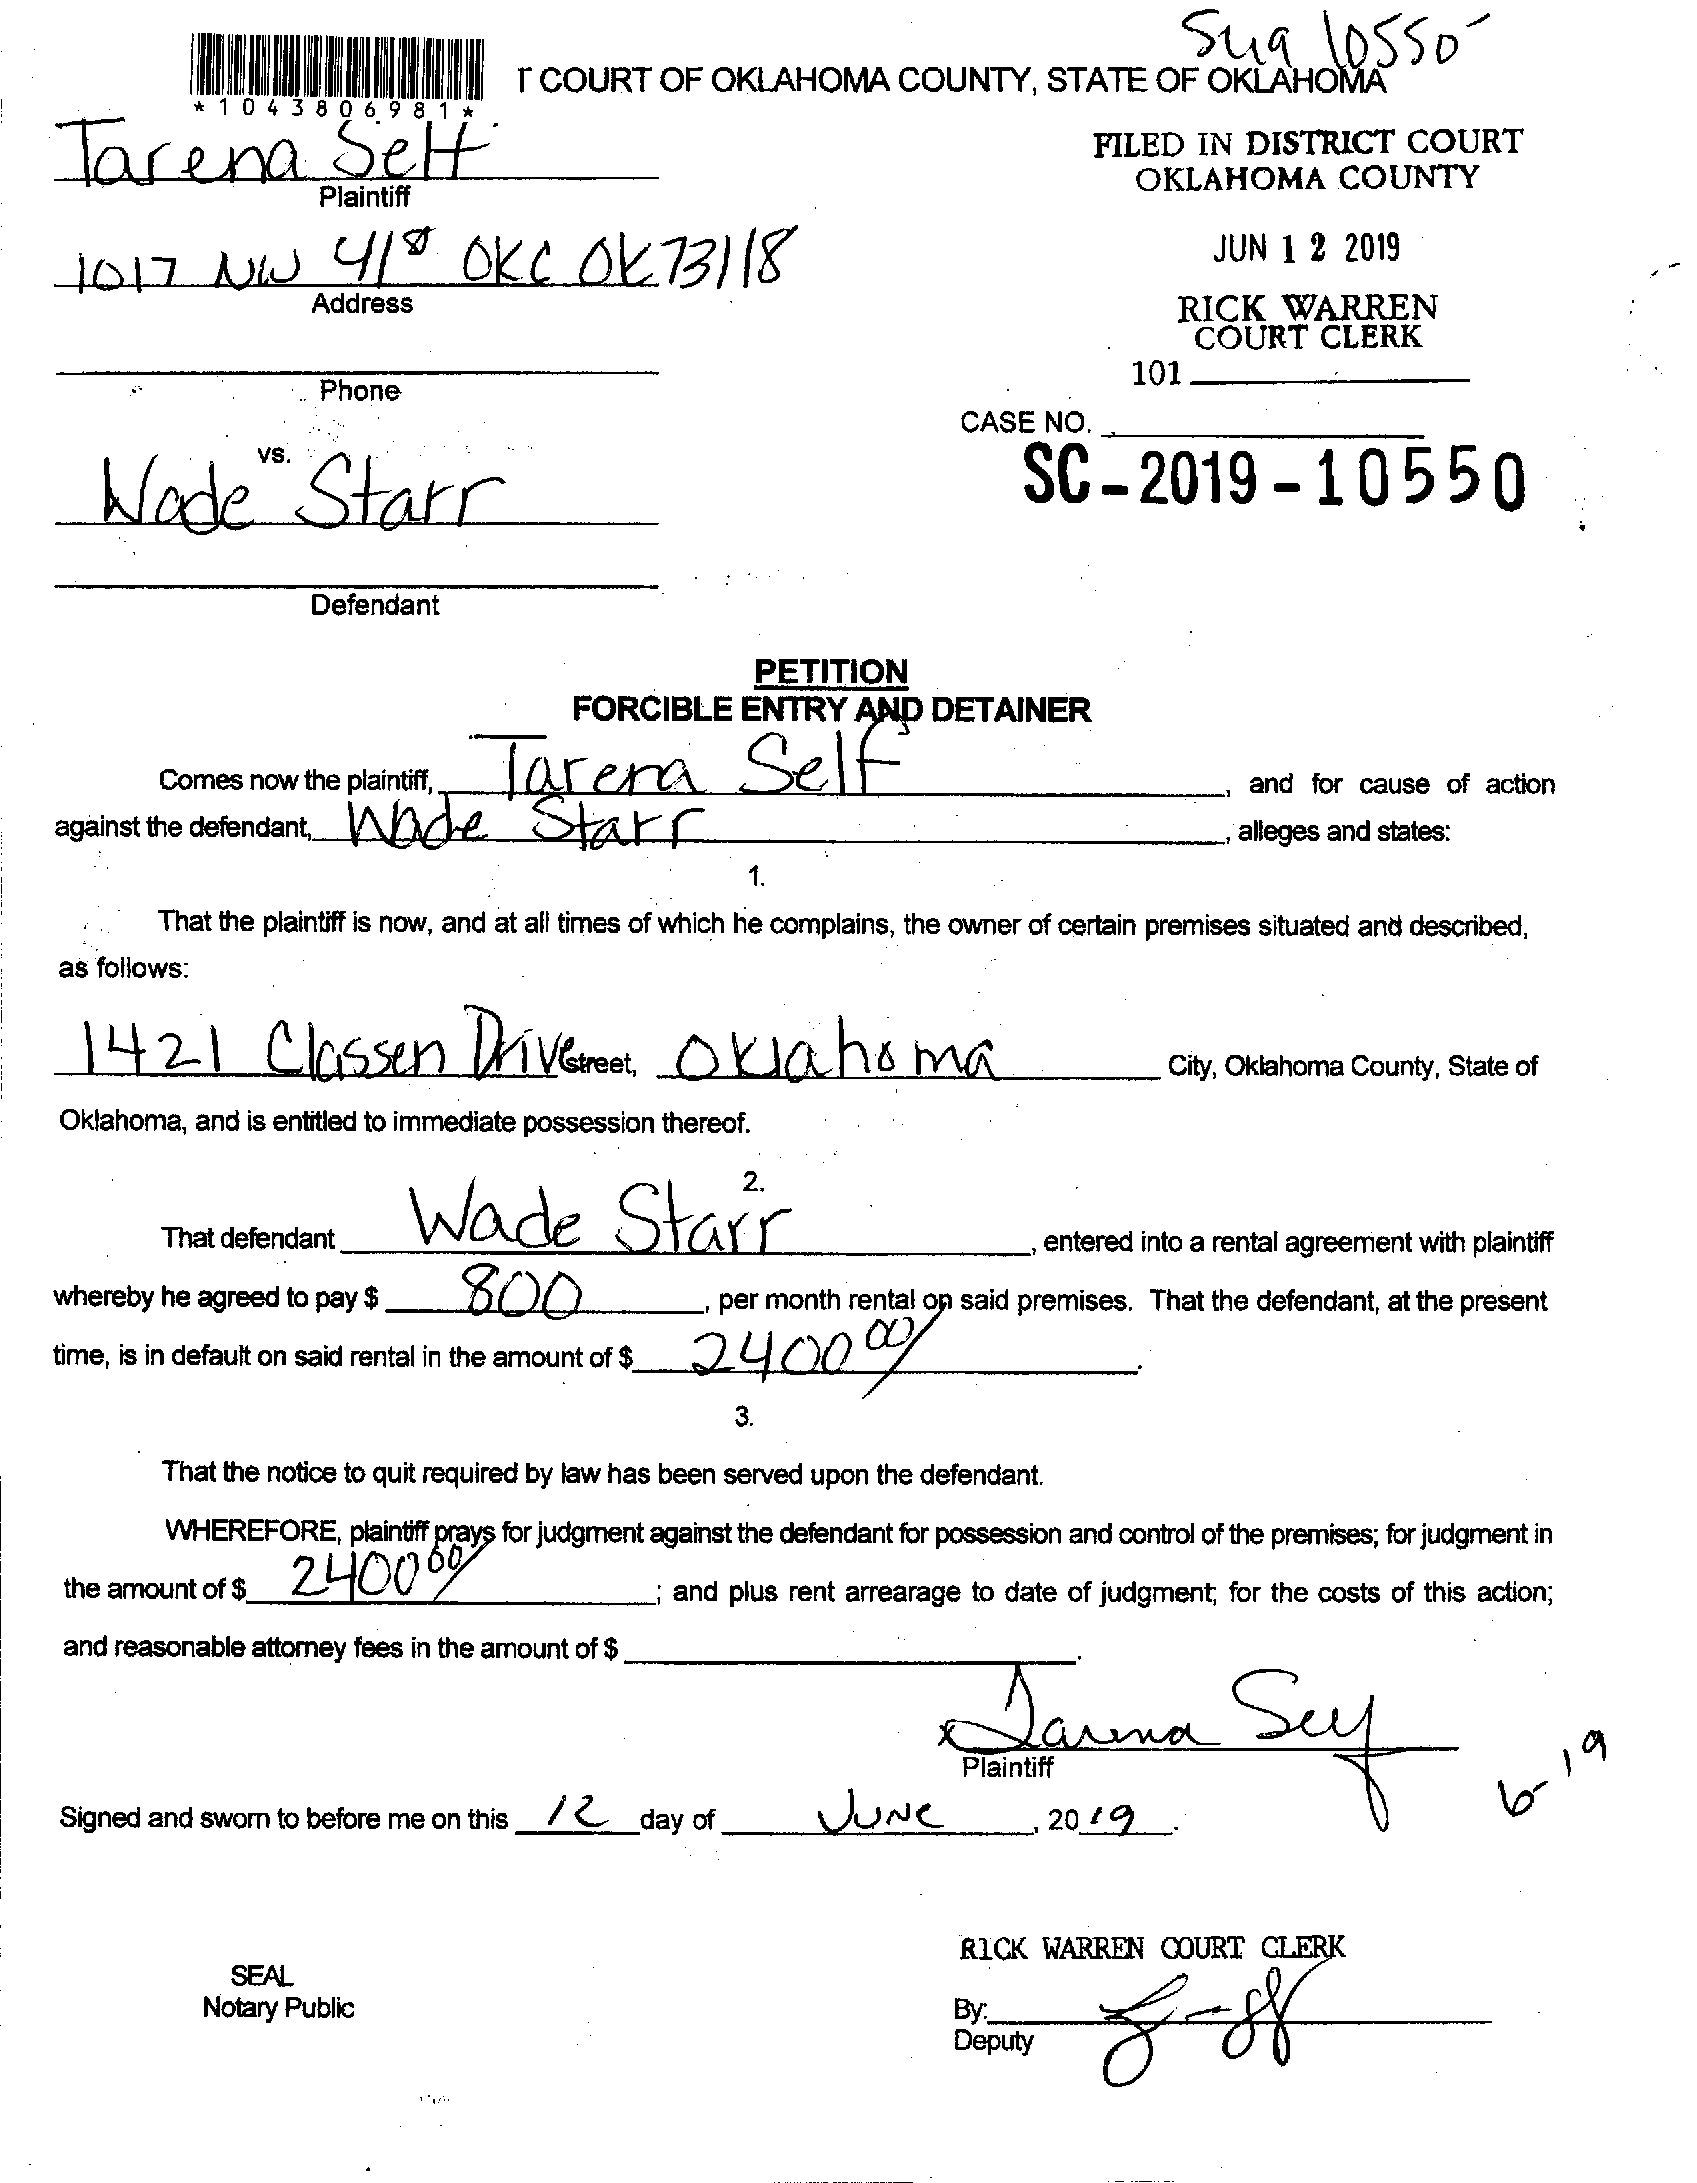 10550
T COURT OF OKLAHOMA COUNTY, STATE OF OKLAHOMA
*1043806981*
Tarena Self
Plaintiff
FILED IN DISTRICT COURT
OKLAHOMA COUNTY
1017 NW 41st OKC OK 73118
Address
JUN 12 2019
RICK WARREN
COURT CLERK
101
Phone
CASE NO.
SC-2019-10550
vs.
Wade Starr
Defendant
PETITION
FORCIBLE ENTRY AND DETAINER
Comes now the plaintiff, Tarena Self, and for cause of action
against the defendant, Wade Starr, alleges and states:
1.
That the plaintiff is now, and at all times of which he complains, the owner of certain premises situated and described,
as follows:
1421 Classen Drive Street, Oklahoma City, Oklahoma County, State of
Oklahoma, and is entitled to immediate possession thereof.
2.
That defendant Wade Starr, entered into a rental agreement with plaintiff
whereby he agreed to pay $ 800, per month rental on said premises. That the defendant, at the present
time, is in default on said rental in the amount of $ 2400 00/.
3.
That the notice to quit required by law has been served upon the defendant.
WHEREFORE, plaintiff prays for judgment against the defendant for possession and control of the premises; for judgment in
the amount of $ 2400 00/; and plus rent arrearage to date of judgment; for the costs of this action;
and reasonable attorney fees in the amount of $ .
x Tarena Self
Plaintiff
6-19
Signed and sworn to before me on this 12 day of JUNE, 20 19.
RICK WARREN COURT CLERK
SEAL
Notary Public
By:
Deputy